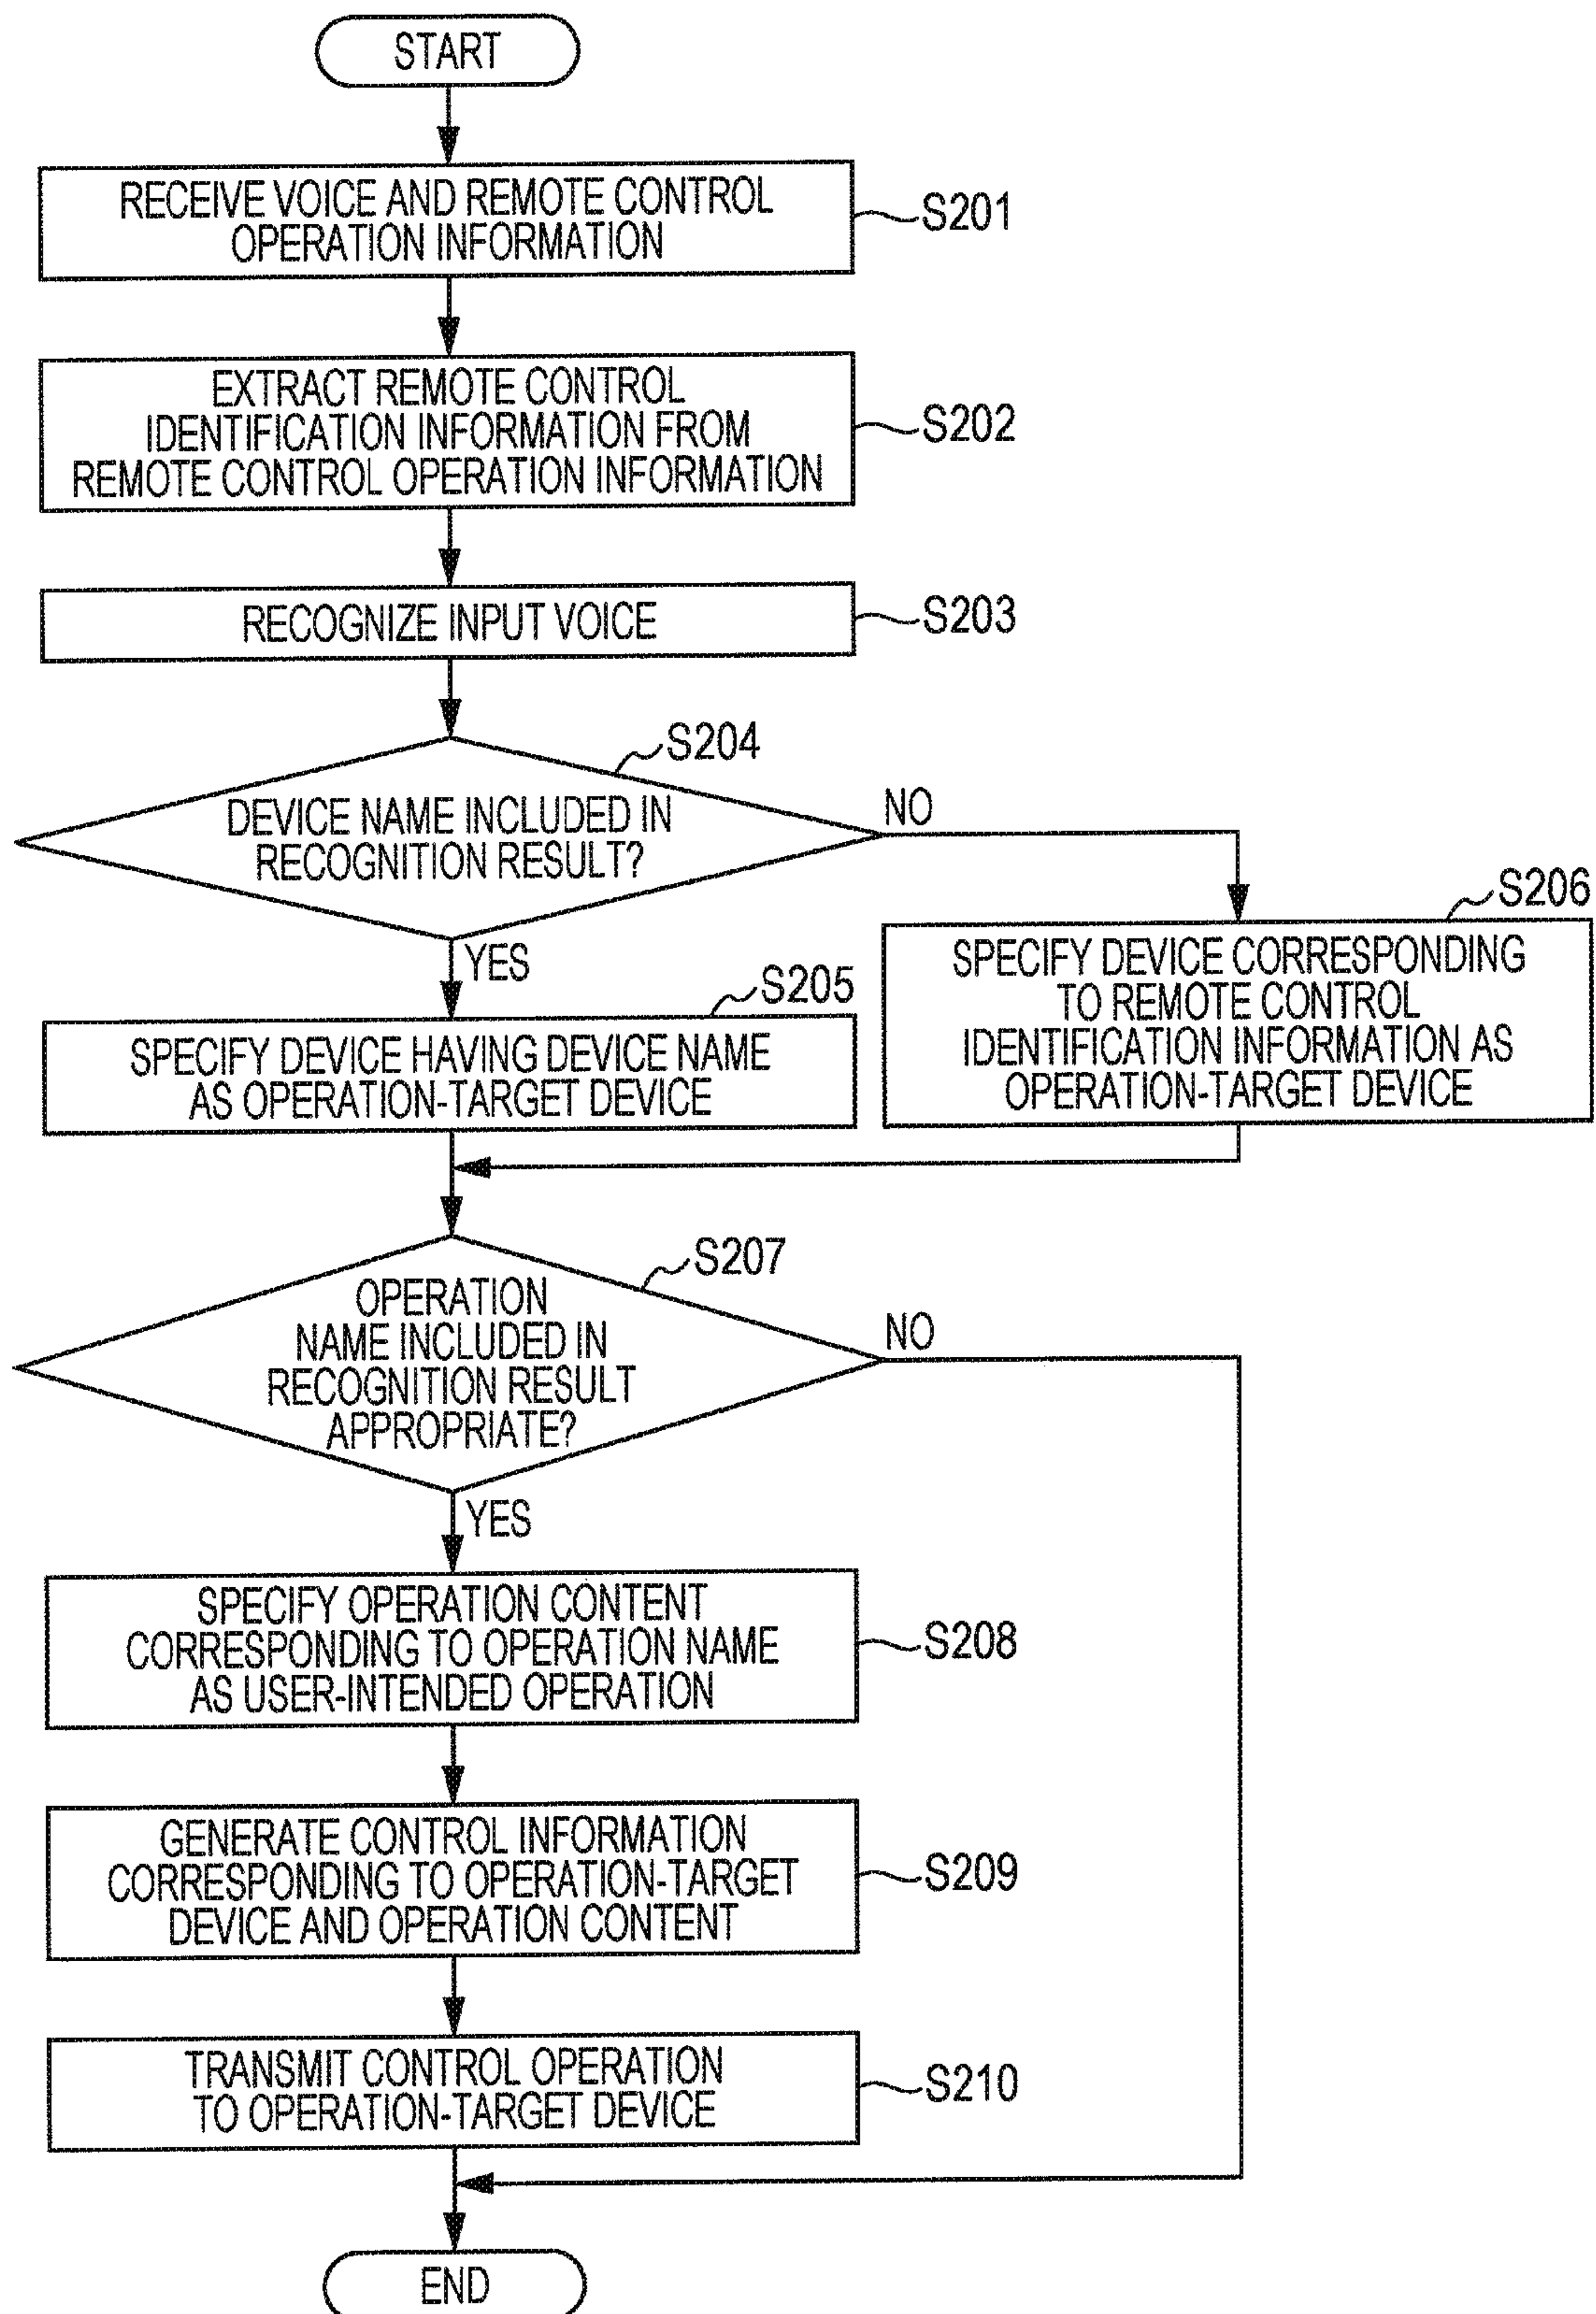 START
RECEIVE VOICE AND REMOTE CONTROL
OPERATION INFORMATION
S201
EXTRACT REMOTE CONTROL
IDENTIFICATION INFORMATION FROM
REMOTE CONTROL OPERATION INFORMATION
S202
RECOGNIZE INPUT VOICE
S203
S204
DEVICE NAME INCLUDED IN
RECOGNITION RESULT?
NO
YES
S205
SPECIFY DEVICE HAVING DEVICE NAME
AS OPERATION-TARGET DEVICE
S206
SPECIFY DEVICE CORRESPONDING
TO REMOTE CONTROL
IDENTIFICATION INFORMATION AS
OPERATION-TARGET DEVICE
S207
OPERATION
NAME INCLUDED IN
RECOGNITION RESULT
APPROPRIATE?
NO
YES
SPECIFY OPERATION CONTENT
CORRESPONDING TO OPERATION NAME
AS USER-INTENDED OPERATION
S208
GENERATE CONTROL INFORMATION
CORRESPONDING TO OPERATION-TARGET
DEVICE AND OPERATION CONTENT
S209
TRANSMIT CONTROL OPERATION
TO OPERATION-TARGET DEVICE
S210
END